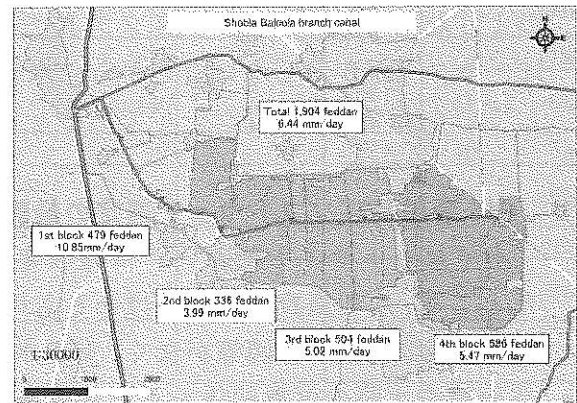 branch canal
N
Total 1,904 feddan
6.44 mm/day
1st block 479 feddan
10.85mm/day
2nd block 336 feddan
3.99 mm/day
3rd block 504 feddan
5.02 mm/day
4th block 586 feddan
5.47 mm/day
1:30000
0